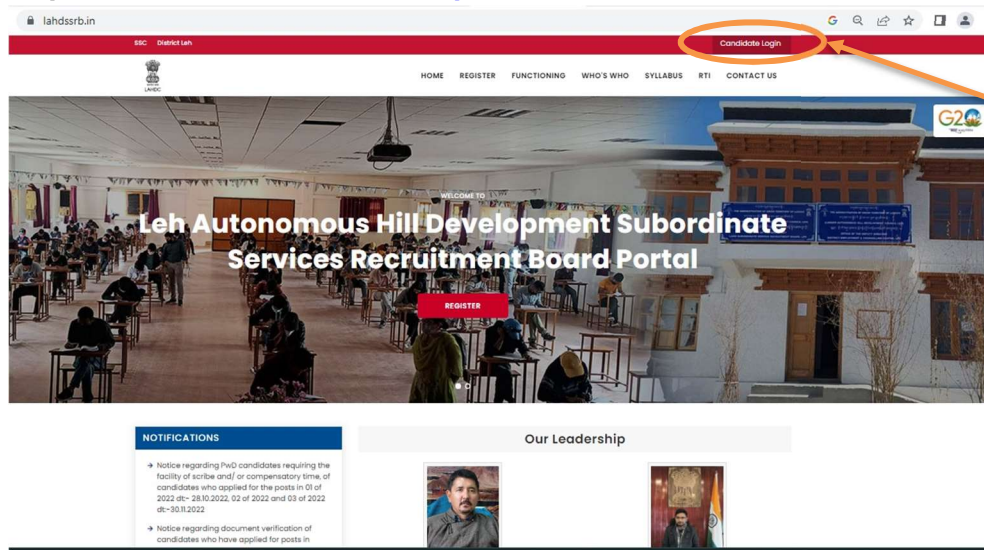 lahdssrb.in
SSC District Leh
Candidate Login
LAHDC
HOME REGISTER FUNCTIONING WHO'S WHO SYLLABUS RTI CONTACT US
G20
WELCOME TO
Leh Autonomous Hill Development Subordinate
Services Recruitment Board Portal
REGISTER
NOTIFICATIONS
Notice regarding PwD candidates requiring the
facility of scribe and/ or compensatory time, of
candidates who applied for the posts in 01 of
2022 dt:- 28.10.2022, 02 of 2022 and 03 of 2022
dt:-30.11.2022
Notice regarding document verification of
candidates who have applied for posts in
Our Leadership